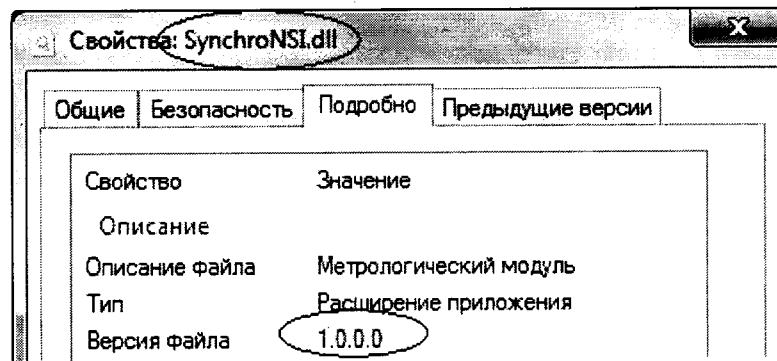 Свойства: SynchroNSI.dll
Общие Безопасность Подробно Предыдущие версии
Свойство Значение
Описание
Описание файла Метрологический модуль
Тип Расширение приложения
Версия файла 1.0.0.0